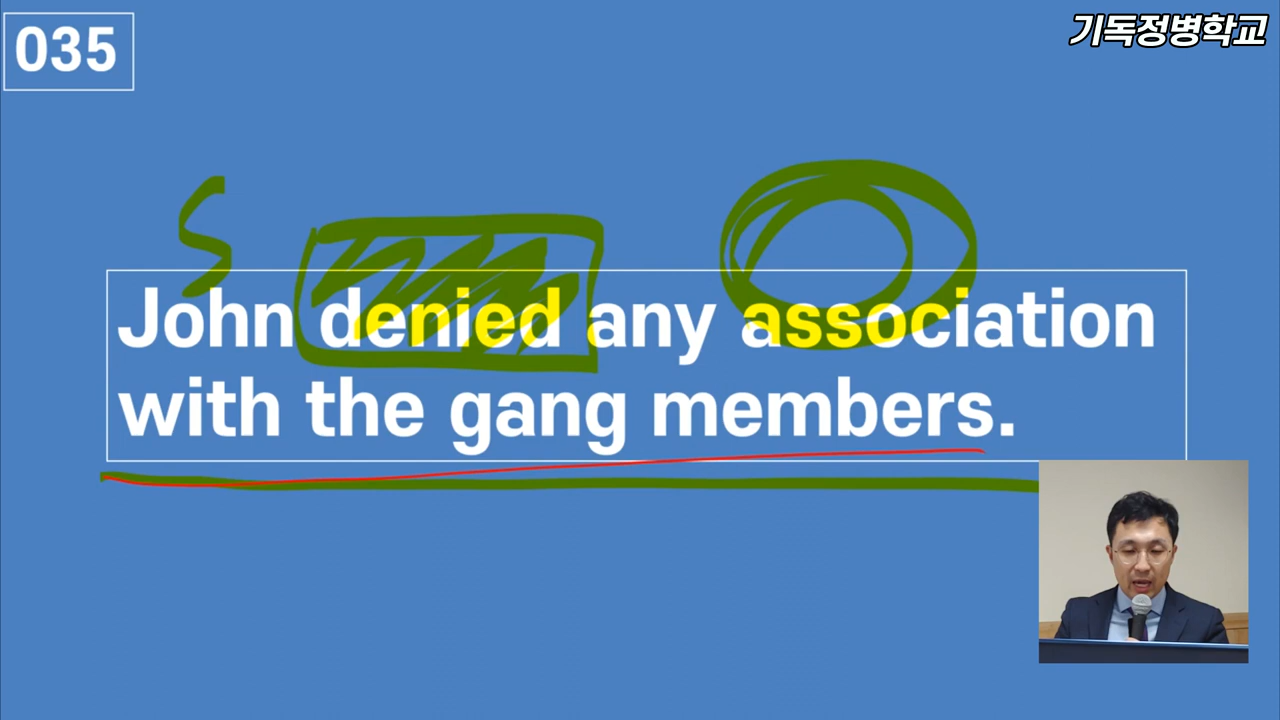 035
기독정병학교
S
John denied any association
with the gang members.